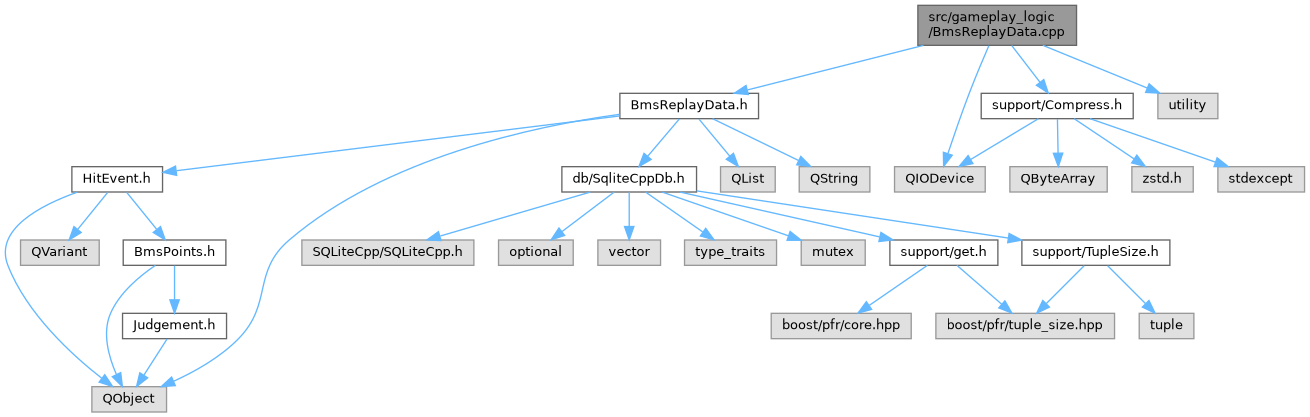 src/gameplay_logic
/BmsReplayData.cpp
BmsReplayData.h
support/Compress.h
utility
HitEvent.h
db/SqliteCppDb.h
QList
QString
QIODevice
QByteArray
zstd.h
stdexcept
QVariant
BmsPoints.h
SQLiteCpp/SQLiteCpp.h
optional
vector
type_traits
mutex
support/get.h
support/TupleSize.h
Judgement.h
boost/pfr/core.hpp
boost/pfr/tuple_size.hpp
tuple
QObject